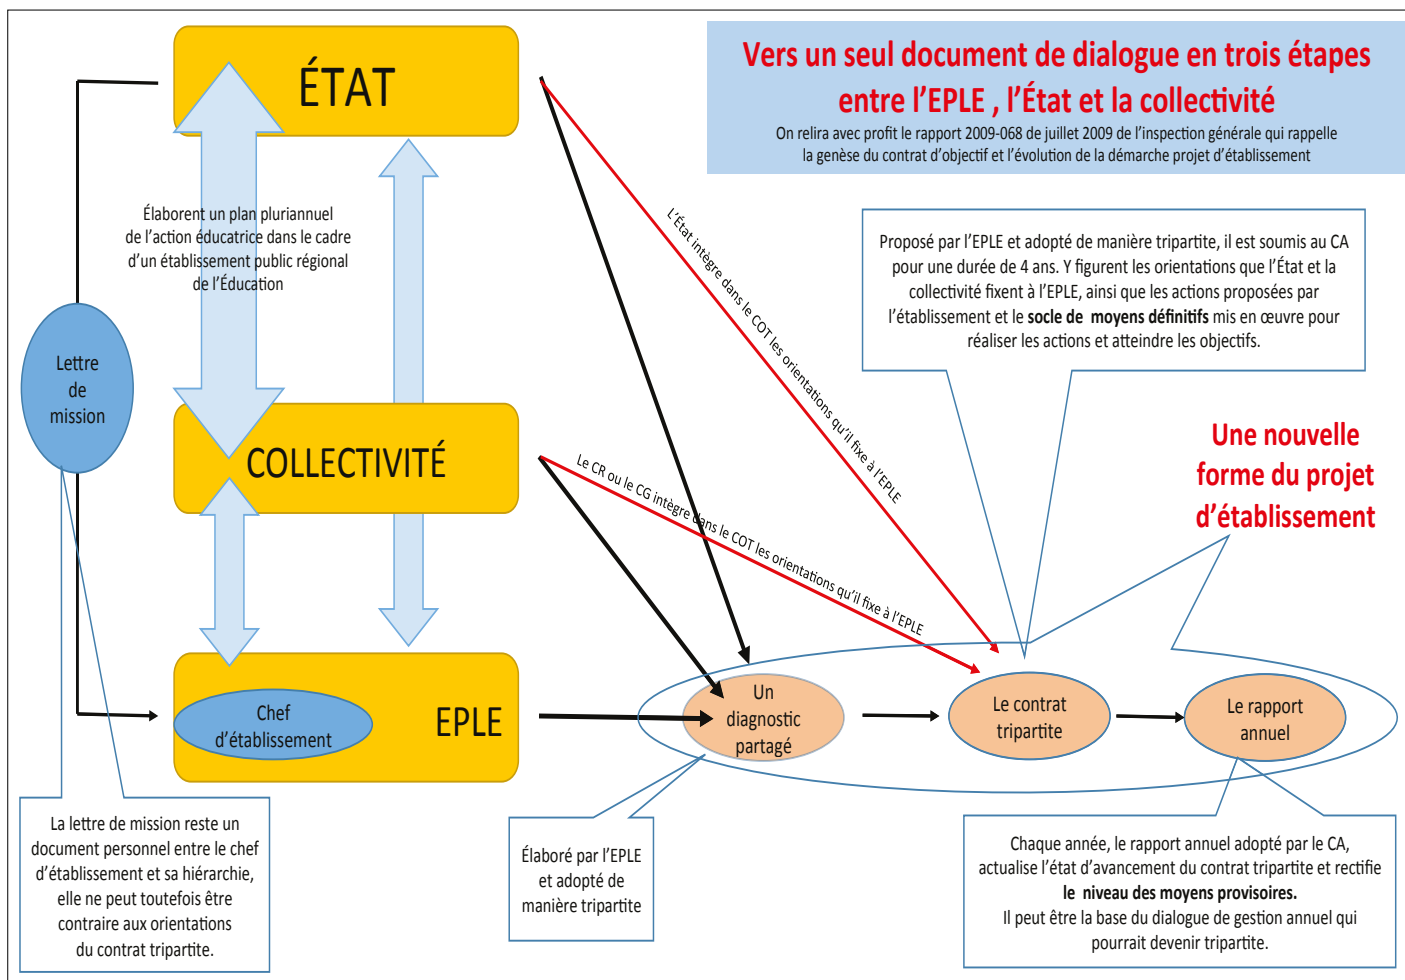 ÉTAT
Vers un seul document de dialogue en trois étapes
entre l’EPLE , l’État et la collectivité
On relira avec profit le rapport 2009-068 de juillet 2009 de l’inspection générale qui rappelle
la genèse du contrat d’objectif et l’évolution de la démarche projet d’établissement
Élaborent un plan pluriannuel
de l’action éducatrice dans le cadre
d’un établissement public régional
de l’Éducation
L’État intègre dans le COT les orientations qu’il fixe à l’EPLE
Proposé par l’EPLE et adopté de manière tripartite, il est soumis au CA
pour une durée de 4 ans. Y figurent les orientations que l’État et la
collectivité fixent à l’EPLE, ainsi que les actions proposées par
l’établissement et le socle de moyens définitifs mis en œuvre pour
réaliser les actions et atteindre les objectifs.
Lettre
de
mission
COLLECTIVITÉ
Le CR ou le CG intègre dans le COT les orientations qu’il fixe à l’EPLE
Une nouvelle
forme du projet
d’établissement
Chef
d’établissement
EPLE
Un
diagnostic
partagé
Le contrat
tripartite
Le rapport
annuel
La lettre de mission reste un
document personnel entre le chef
d’établissement et sa hiérarchie,
elle ne peut toutefois être
contraire aux orientations
du contrat tripartite.
Élaboré par l’EPLE
et adopté de
manière tripartite
Chaque année, le rapport annuel adopté par le CA,
actualise l’état d’avancement du contrat tripartite et rectifie
le niveau des moyens provisoires.
Il peut être la base du dialogue de gestion annuel qui
pourrait devenir tripartite.